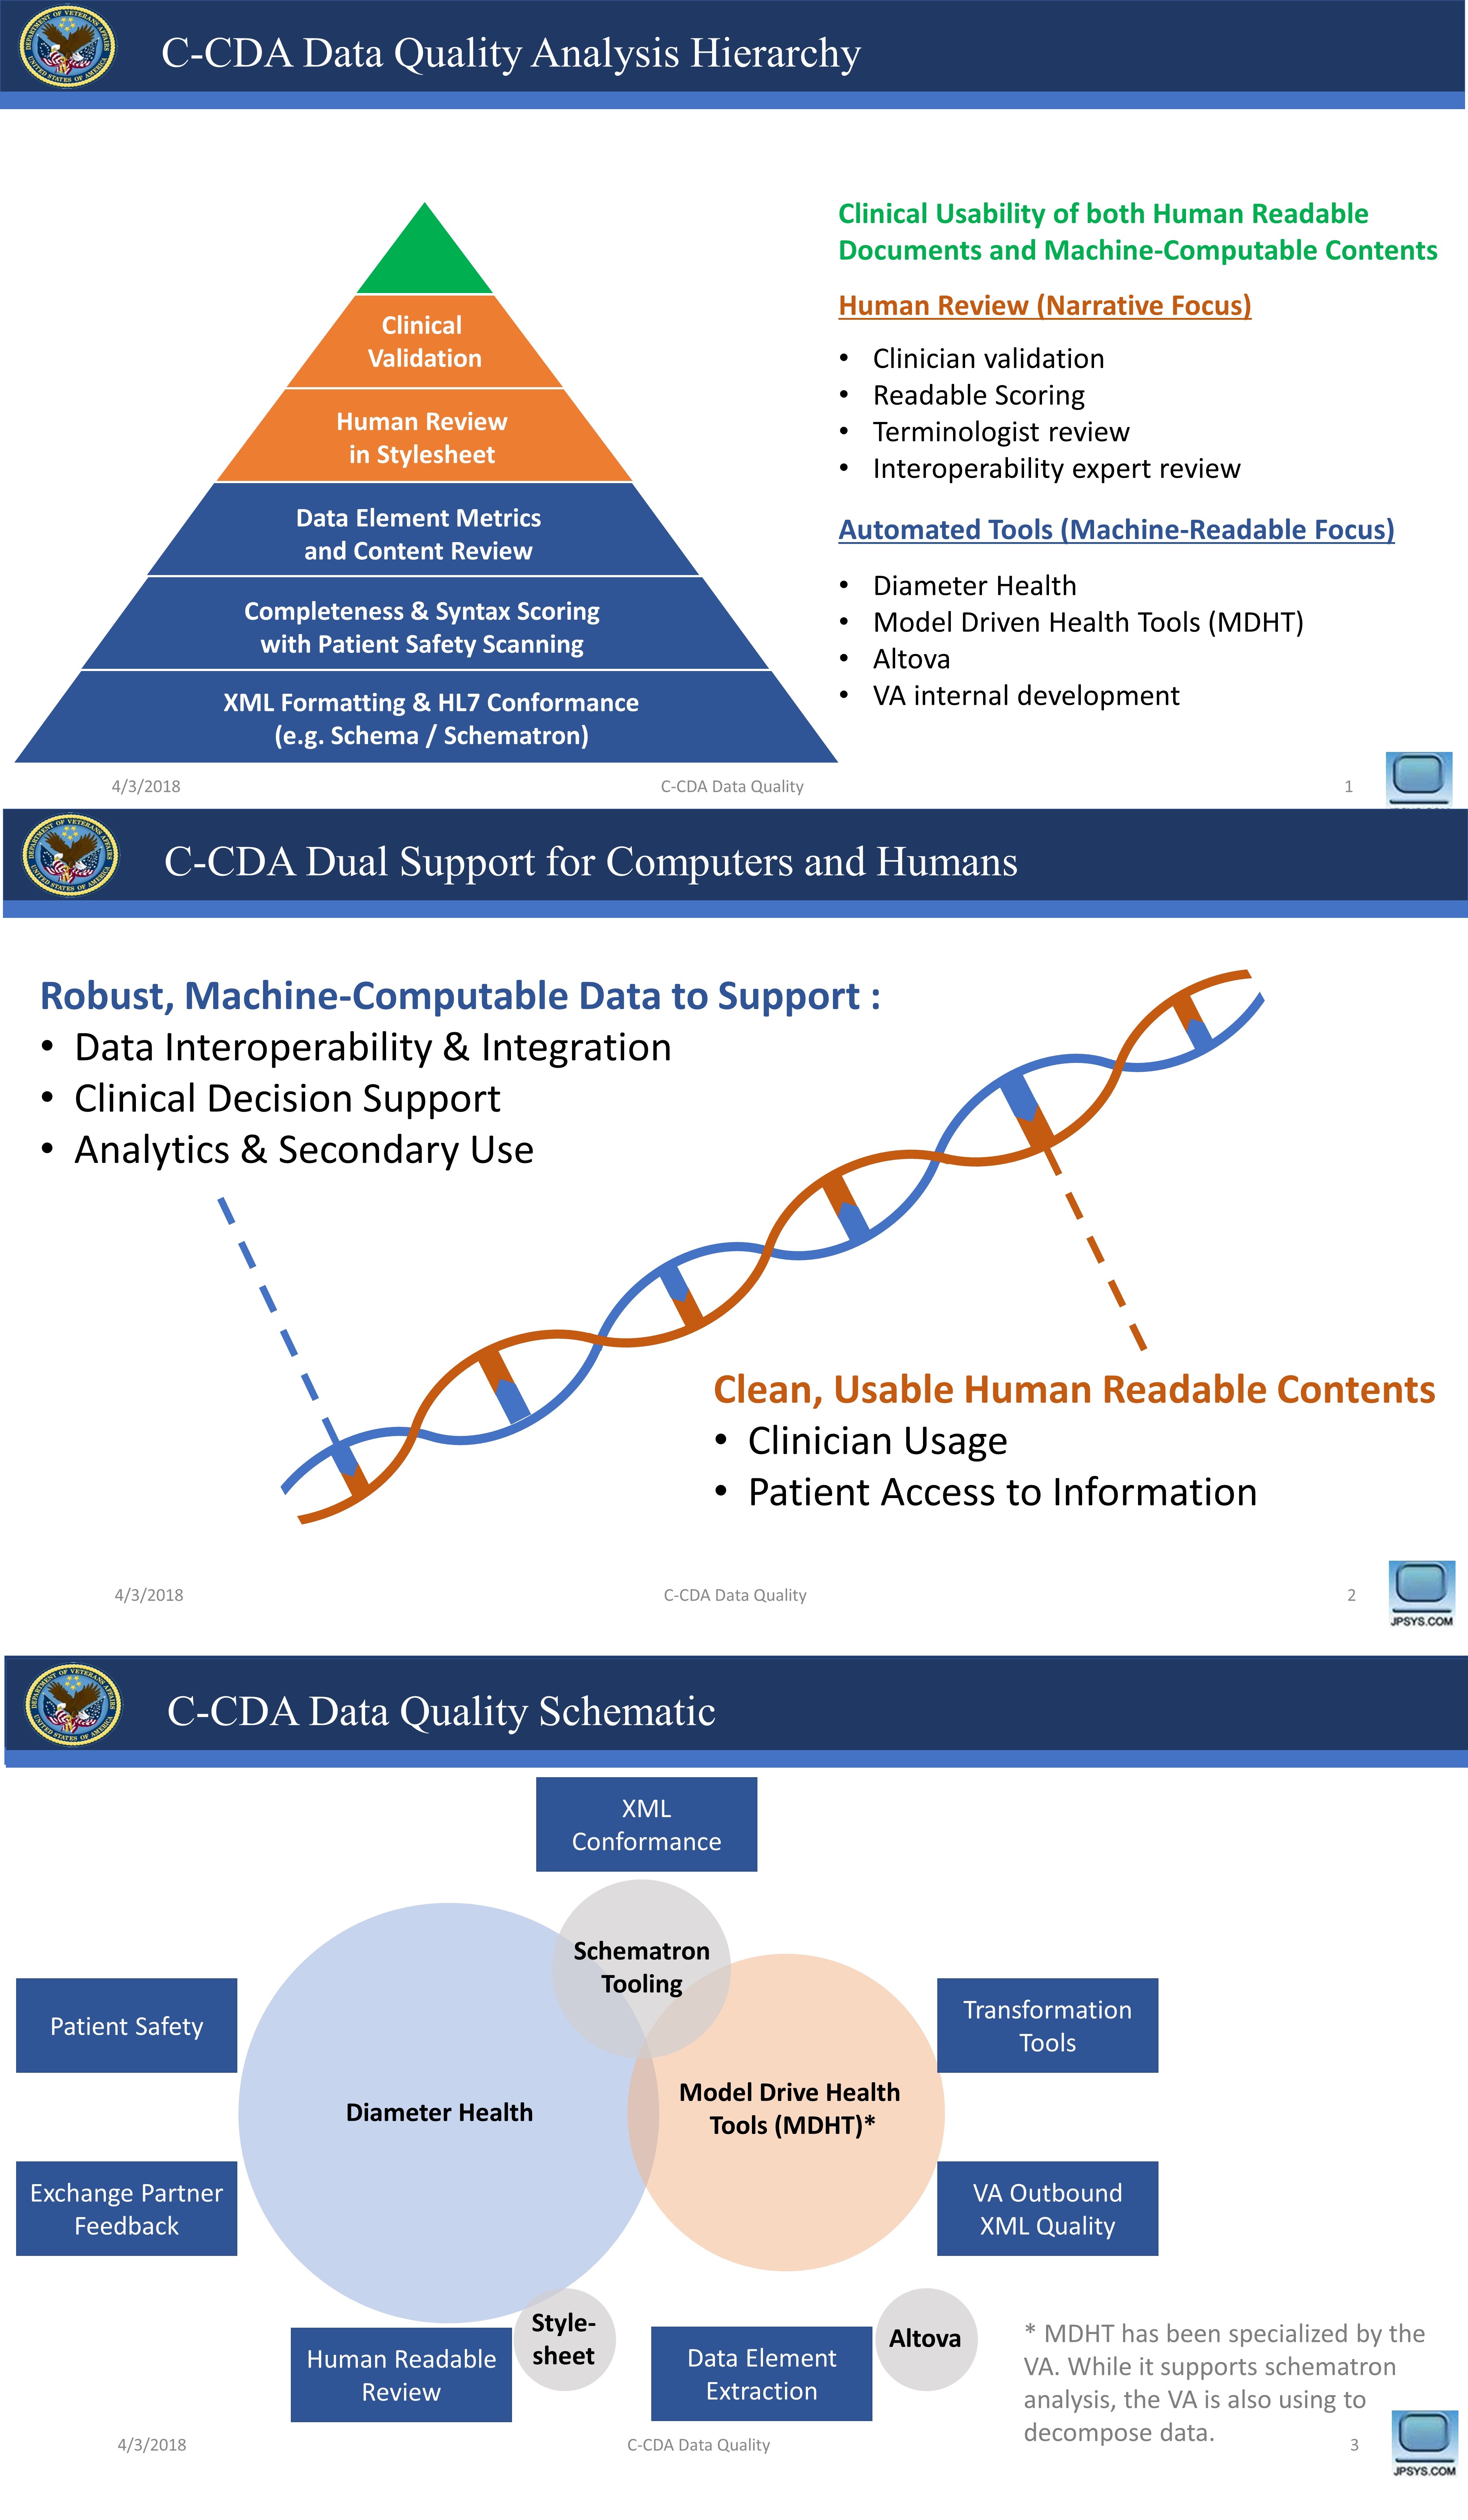 C-CDA Data Quality Analysis Hierarchy
Clinical
Validation
Human Review
in Stylesheet
Data Element Metrics
and Content Review
Completeness & Syntax Scoring
with Patient Safety Scanning
XML Formatting & HL7 Conformance
(e.g. Schema / Schematron)
Clinical Usability of both Human Readable
Documents and Machine-Computable Contents
Human Review (Narrative Focus)
• Clinician validation
• Readable Scoring
• Terminologist review
• Interoperability expert review
Automated Tools (Machine-Readable Focus)
• Diameter Health
• Model Driven Health Tools (MDHT)
• Altova
• VA internal development
4/3/2018
C-CDA Data Quality
1
C-CDA Dual Support for Computers and Humans
Robust, Machine-Computable Data to Support :
• Data Interoperability & Integration
• Clinical Decision Support
• Analytics & Secondary Use
Clean, Usable Human Readable Contents
• Clinician Usage
• Patient Access to Information
4/3/2018
C-CDA Data Quality
2
JPSYS.COM
C-CDA Data Quality Schematic
XML
Conformance
Schematron
Tooling
Patient Safety
Transformation
Tools
Diameter Health
Model Drive Health
Tools (MDHT)*
Exchange Partner
Feedback
VA Outbound
XML Quality
Human Readable
Review
Style-
sheet
Data Element
Extraction
Altova
* MDHT has been specialized by the
VA. While it supports schematron
analysis, the VA is also using to
decompose data.
4/3/2018
C-CDA Data Quality
3
JPSYS.COM